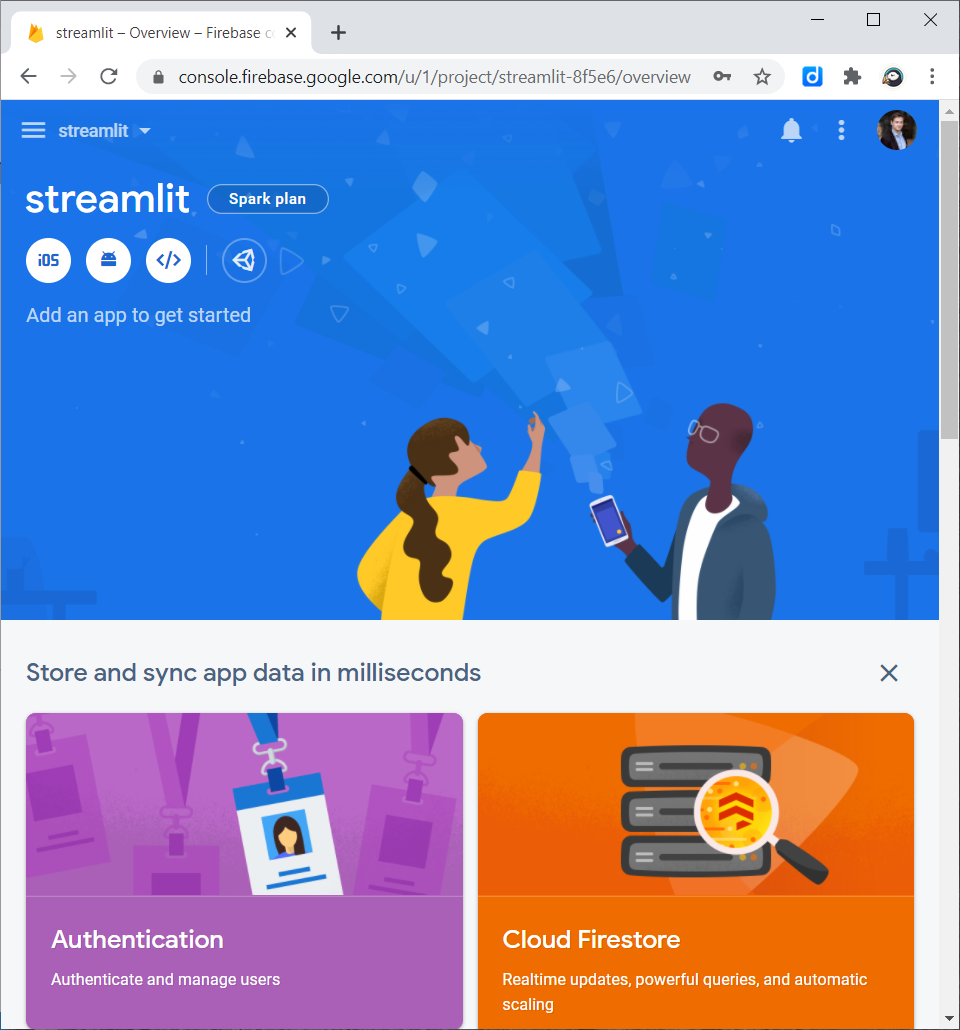 streamlit – Overview – Firebase co
console.firebase.google.com/u/1/project/streamlit-8f5e6/overview
streamlit
streamlit
Spark plan
iOS
Add an app to get started
Store and sync app data in milliseconds
Authentication
Authenticate and manage users
Cloud Firestore
Realtime updates, powerful queries, and automatic
scaling